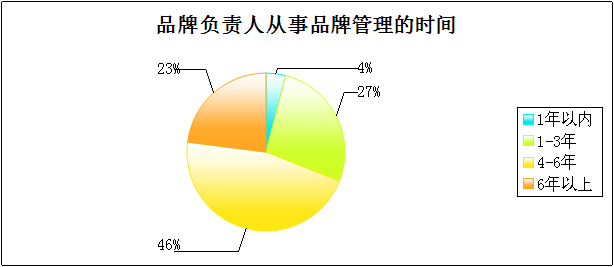 品牌负责人从事品牌管理的时间
23%
4%
27%
46%
1年以内
1-3年
4-6年
6年以上